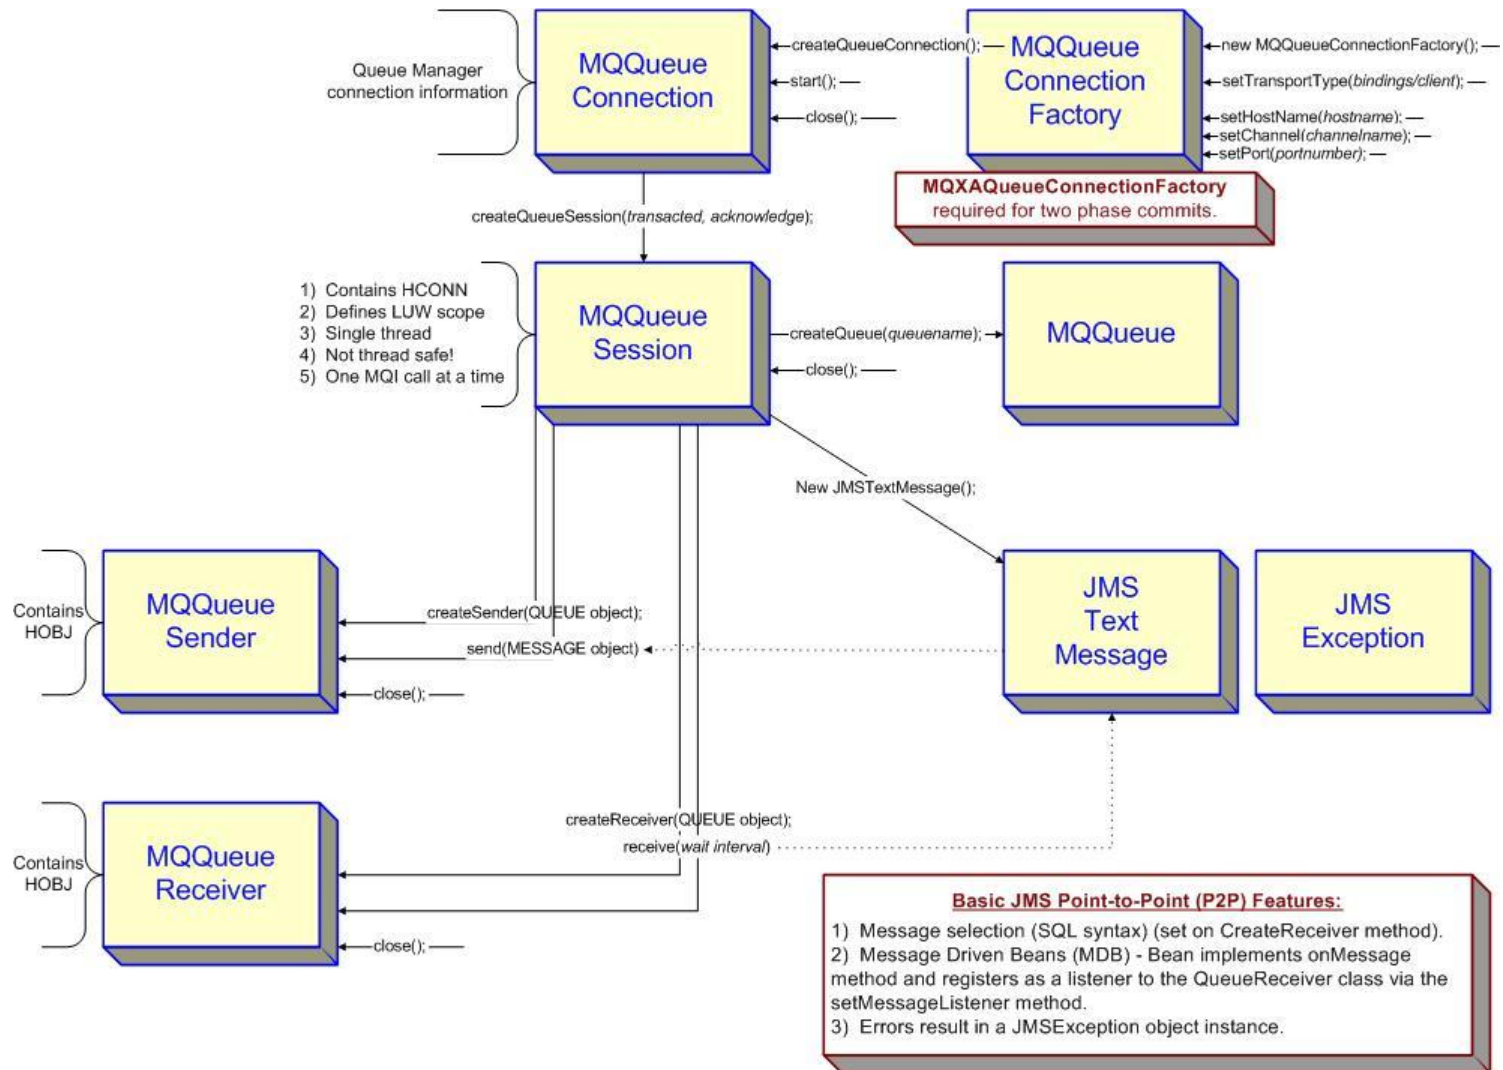 Queue Manager
connection information
MQQueue
Connection
createQueueConnection();
start();
close();
MQQueue
Connection
Factory
new MQQueueConnectionFactory();
setTransportType(bindings/client);
setHostName(hostname);
setChannel(channelname);
setPort(portnumber);
MQXAQueueConnectionFactory
required for two phase commits.
createQueueSession(transacted, acknowledge);
1) Contains HCONN
2) Defines LUW scope
3) Single thread
4) Not thread safe!
5) One MQI call at a time
MQQueue
Session
createQueue(queuename);
close();
MQQueue
New JMSTextMessage();
Contains
HOBJ
MQQueue
Sender
createSender(QUEUE object);
send(MESSAGE object)
close();
JMS
Text
Message
JMS
Exception
Contains
HOBJ
MQQueue
Receiver
createReceiver(QUEUE object);
receive(wait interval)
close();
Basic JMS Point-to-Point (P2P) Features:
1) Message selection (SQL syntax) (set on CreateReceiver method).
2) Message Driven Beans (MDB) - Bean implements onMessage
method and registers as a listener to the QueueReceiver class via the
setMessageListener method.
3) Errors result in a JMSException object instance.